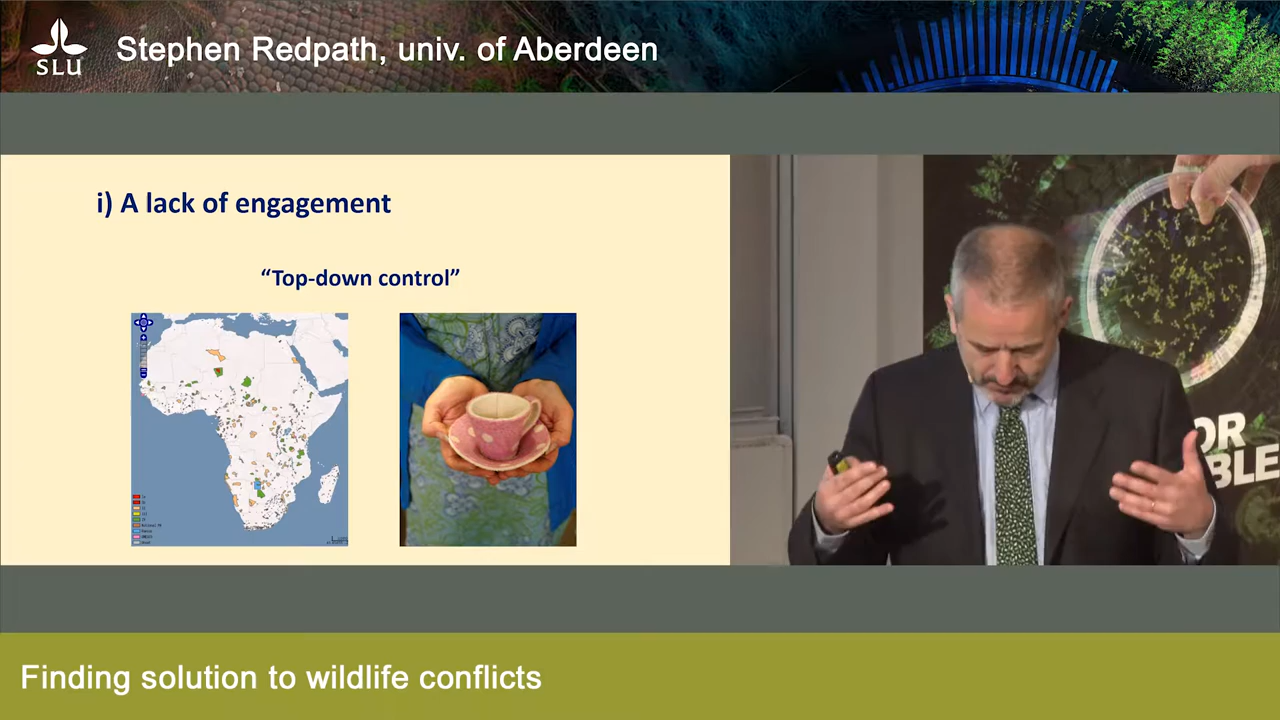 SLU
Stephen Redpath, univ. of Aberdeen
i) A lack of engagement
“Top-down control”
OR
BLE
Finding solution to wildlife conflicts